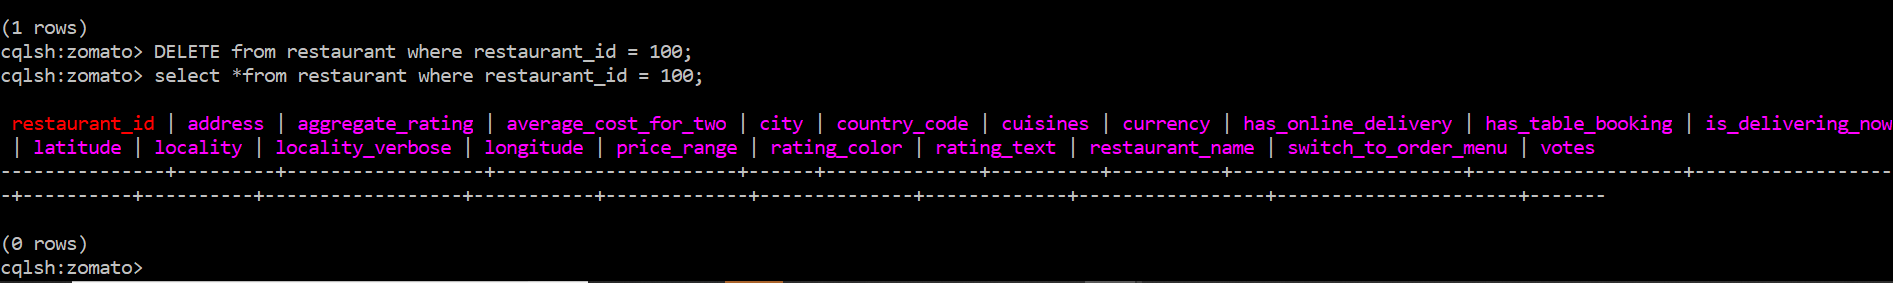 (1 rows)
cqlsh:zomato> DELETE from restaurant where restaurant_id = 100;
cqlsh:zomato> select *from restaurant where restaurant_id = 100;
restaurant_id | address | aggregate_rating | average_cost_for_two | city | country_code | cuisines | currency | has_online_delivery | has_table_booking | is_delivering_now
| latitude | locality | locality_verbose | longitude | price_range | rating_color | rating_text | restaurant_name | switch_to_order_menu | votes
---------------+---------+------------------+----------------------+------+--------------+----------+----------+---------------------+-------------------+------------------
-+----------+----------+------------------+-----------+-------------+--------------+-------------+-----------------+----------------------+-------
(0 rows)
cqlsh:zomato>